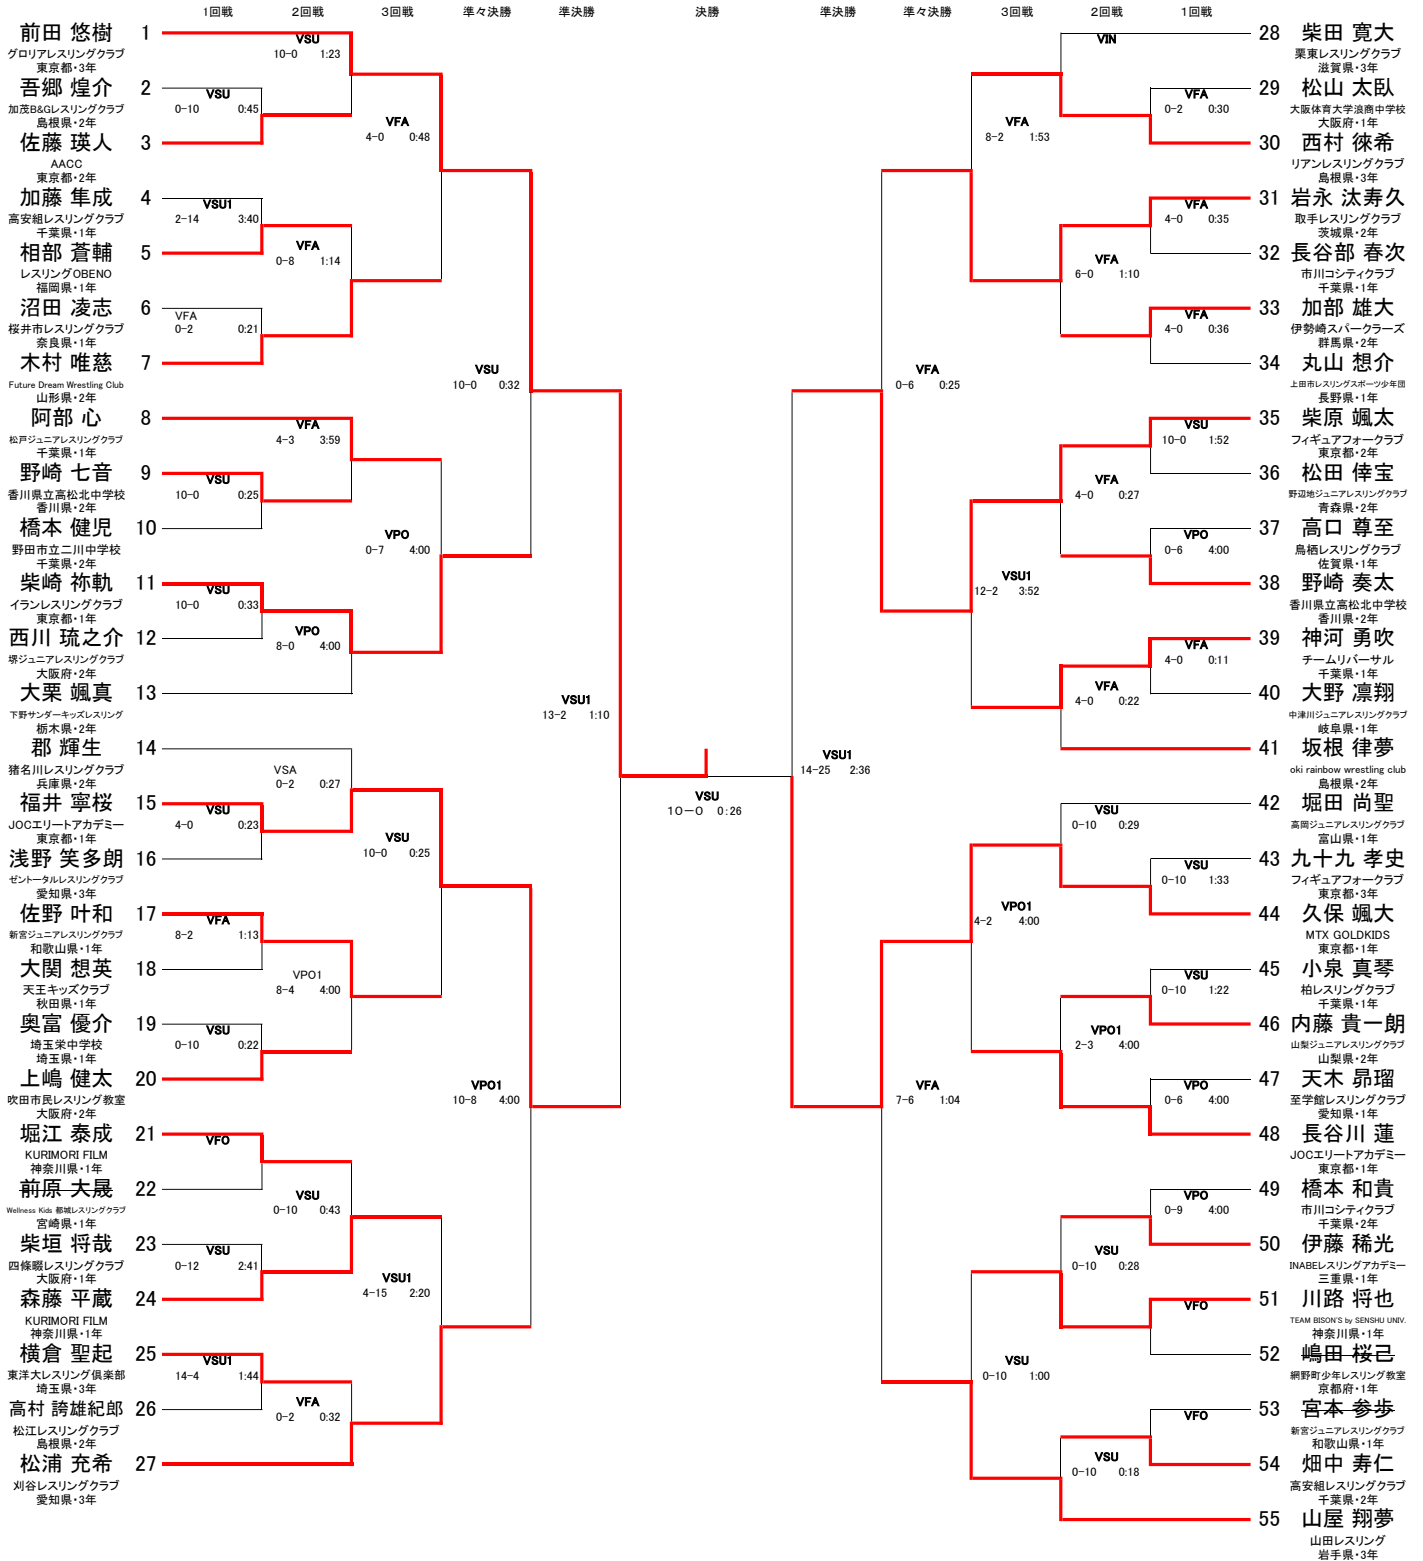 1回戦 2回戦 3回戦 準々決勝 準決勝 決勝 準決勝 準々決勝 3回戦 2回戦 1回戦
前田 悠樹 1
グロリアレスリングクラブ
東京都・3年
吾郷 煌介 2
加茂B&Gレスリングクラブ
島根県・2年
佐藤 瑛人 3
AACC
東京都・2年
加藤 隼成 4
高安組レスリングクラブ
千葉県・1年
相部 蒼輔 5
レスリングOBENO
福岡県・1年
沼田 凌志 6
桜井市レスリングクラブ
奈良県・1年
木村 唯慈 7
Future Dream Wrestling Club
山形県・2年
阿部 心 8
松戸ジュニアレスリングクラブ
千葉県・1年
野崎 七音 9
香川県立高松北中学校
香川県・2年
橋本 健児 10
野田市立二川中学校
千葉県・2年
柴崎 祢軌 11
イランレスリングクラブ
東京都・1年
西川 琉之介 12
堺ジュニアレスリングクラブ
大阪府・2年
大栗 颯真 13
下野サンダーキッズレスリング
栃木県・2年
郡 輝生 14
猪名川レスリングクラブ
兵庫県・2年
福井 寧桜 15
JOCエリートアカデミー
東京都・1年
浅野 笑多朗 16
ゼントータルレスリングクラブ
愛知県・3年
佐野 叶和 17
新宮ジュニアレスリングクラブ
和歌山県・1年
大関 想英 18
天王キッズクラブ
秋田県・1年
奥富 優介 19
埼玉栄中学校
埼玉県・1年
上嶋 健太 20
吹田市民レスリング教室
大阪府・2年
堀江 泰成 21
KURIMORI FILM
神奈川県・1年
前原 大晟 22
Wellness Kids 都城レスリングクラブ
宮崎県・1年
柴垣 将哉 23
四條畷レスリングクラブ
大阪府・1年
森藤 平蔵 24
KURIMORI FILM
神奈川県・1年
横倉 聖起 25
東洋大レスリング倶楽部
埼玉県・3年
高村 誇雄紀郎 26
松江レスリングクラブ
島根県・2年
松浦 充希 27
刈谷レスリングクラブ
愛知県・3年
VSU
0-10 0:45
VSU1
2-14 3:40
VFA
0-2 0:21
VSU
10-0 0:25
VSU
10-0 0:33
VSU
4-0 0:23
VFA
8-2 1:13
VSU
0-10 0:22
VFO
VSU
0-12 2:41
VSU1
14-4 1:44
VSU
10-0 1:23
VFA
0-8 1:14
VFA
4-3 3:59
VPO
8-0 4:00
VSA
0-2 0:27
VPO1
8-4 4:00
VSU
0-10 0:43
VFA
0-2 0:32
VFA
4-0 0:48
VPO
0-7 4:00
VSU
10-0 0:25
VSU1
4-15 2:20
VSU
10-0 0:32
VPO1
10-8 4:00
VSU1
13-2 1:10
VSU
10-0 0:26
VSU1
14-25 2:36
VFA
0-6 0:25
VFA
7-6 1:04
VFA
8-2 1:53
VSU1
12-2 3:52
VPO1
4-2 4:00
VSU
0-10 1:00
VIN
VFA
6-0 1:10
VFA
4-0 0:27
VFA
4-0 0:22
VSU
0-10 0:29
VPO1
2-3 4:00
VSU
0-10 0:28
VSU
0-10 0:18
VFA
0-2 0:30
VFA
4-0 0:35
VFA
4-0 0:36
VSU
10-0 1:52
VPO
0-6 4:00
VFA
4-0 0:11
VSU
0-10 1:33
VSU
0-10 1:22
VPO
0-6 4:00
VPO
0-9 4:00
VFO
VFO
28 柴田 寛大
栗東レスリングクラブ
滋賀県・3年
29 松山 太臥
大阪体育大学浪商中学校
大阪府・1年
30 西村 徠希
リアンレスリングクラブ
島根県・3年
31 岩永 汰寿久
取手レスリングクラブ
茨城県・2年
32 長谷部 春次
市川コシティクラブ
千葉県・1年
33 加部 雄大
伊勢崎スパークラーズ
群馬県・2年
34 丸山 想介
上田市レスリングスポーツ少年団
長野県・1年
35 柴原 颯太
フィギュアフォークラブ
東京都・2年
36 松田 倖宝
野辺地ジュニアレスリングクラブ
青森県・2年
37 高口 尊至
鳥栖レスリングクラブ
佐賀県・1年
38 野崎 奏太
香川県立高松北中学校
香川県・2年
39 神河 勇吹
チームリバーサル
千葉県・1年
40 大野 凛翔
中津川ジュニアレスリングクラブ
岐阜県・1年
41 坂根 律夢
oki rainbow wrestling club
島根県・2年
42 堀田 尚聖
高岡ジュニアレスリングクラブ
富山県・1年
43 九十九 孝史
フィギュアフォークラブ
東京都・3年
44 久保 颯大
MTX GOLDKIDS
東京都・1年
45 小泉 真琴
柏レスリングクラブ
千葉県・1年
46 内藤 貴一朗
山梨ジュニアレスリングクラブ
山梨県・2年
47 天木 昴瑠
至学館レスリングクラブ
愛知県・1年
48 長谷川 蓮
JOCエリートアカデミー
東京都・1年
49 橋本 和貴
市川コシティクラブ
千葉県・2年
50 伊藤 稀光
INABEレスリングアカデミー
三重県・1年
51 川路 将也
TEAM BISON'S by SENSHU UNIV.
神奈川県・1年
52 嶋田 桜己
網野町少年レスリング教室
京都府・1年
53 宮本 参歩
新宮ジュニアレスリングクラブ
和歌山県・1年
54 畑中 寿仁
高安組レスリングクラブ
千葉県・2年
55 山屋 翔夢
山田レスリング
岩手県・3年